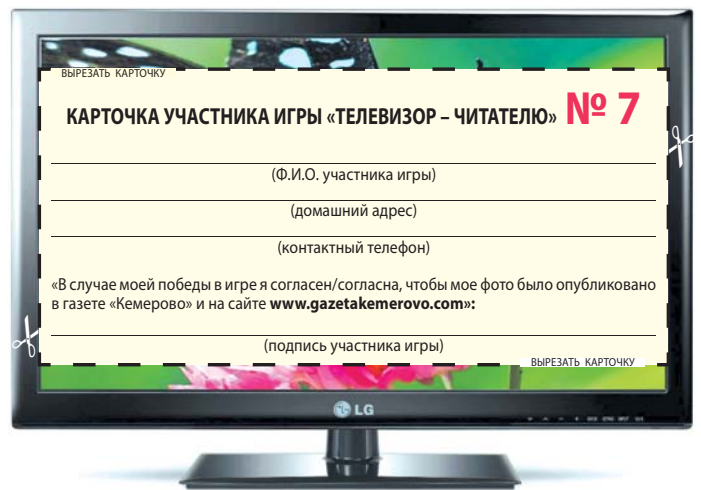 ВЫРЕЗАТЬ КАРТОЧКУ
КАРТОЧКА УЧАСТНИКА ИГРЫ «ТЕЛЕВИЗОР – ЧИТАТЕЛЮ» № 7
(Ф.И.О. участника игры)
(домашний адрес)
(контактный телефон)
«В случае моей победы в игре я согласен/согласна, чтобы мое фото было опубликовано
в газете «Кемерово» и на сайте www.gazetakemerovo.com»:
(подпись участника игры)
ВЫРЕЗАТЬ КАРТОЧКУ
LG